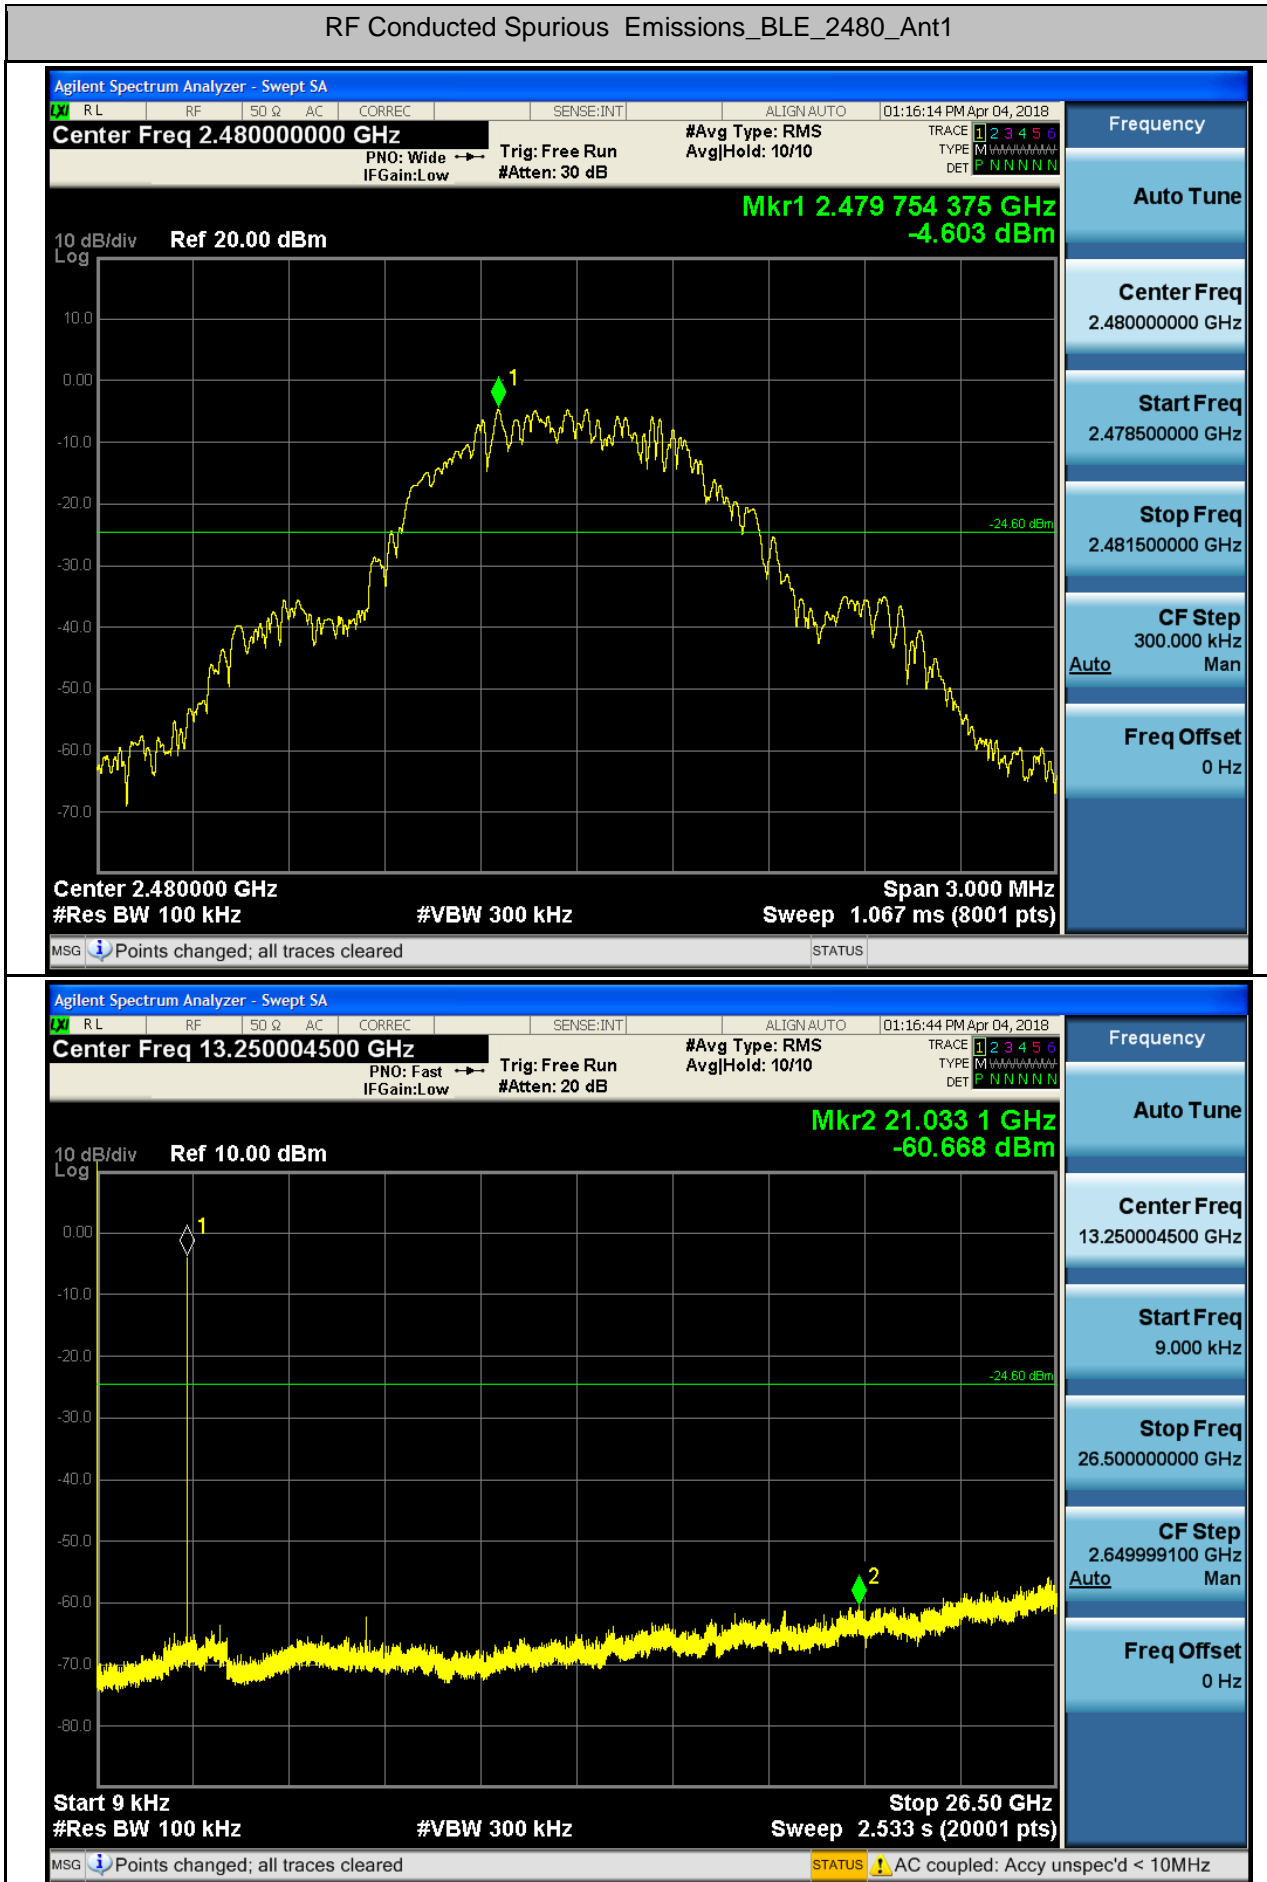 RF Conducted Spurious Emissions_BLE_2480_Ant1
Agilent Spectrum Analyzer - Swept SA
LXI RL RF 50 Ω AC CORREC SENSE:INT ALIGN AUTO 01:16:14 PM Apr 04, 2018
Center Freq 2.480000000 GHz
PNO: Wide
IFGain:Low
Trig: Free Run
#Atten: 30 dB
#Avg Type: RMS
Avg|Hold: 10/10
TRACE 1 2 3 4 5 6
TYPE M WWWWW
DET P N N N N N
Mkr1 2.479 754 375 GHz
-4.603 dBm
10 dB/div Ref 20.00 dBm
Log
10.0
0.00
-10.0
-20.0
-30.0
-40.0
-50.0
-60.0
-70.0
1
-24.60 dBm
Center 2.480000 GHz Span 3.000 MHz
#Res BW 100 kHz #VBW 300 kHz Sweep 1.067 ms (8001 pts)
MSG Points changed; all traces cleared STATUS
Frequency
Auto Tune
Center Freq
2.480000000 GHz
Start Freq
2.478500000 GHz
Stop Freq
2.481500000 GHz
CF Step
300.000 kHz
Auto Man
Freq Offset
0 Hz
Agilent Spectrum Analyzer - Swept SA
LXI RL RF 50 Ω AC CORREC SENSE:INT ALIGN AUTO 01:16:44 PM Apr 04, 2018
Center Freq 13.250004500 GHz
PNO: Fast
IFGain:Low
Trig: Free Run
#Atten: 20 dB
#Avg Type: RMS
Avg|Hold: 10/10
TRACE 1 2 3 4 5 6
TYPE M WWWWW
DET P N N N N N
Mkr2 21.033 1 GHz
-60.668 dBm
10 dB/div Ref 10.00 dBm
Log
0.00
-10.0
-20.0
-30.0
-40.0
-50.0
-60.0
-70.0
-80.0
1
-24.60 dBm
2
Start 9 kHz Stop 26.50 GHz
#Res BW 100 kHz #VBW 300 kHz Sweep 2.533 s (20001 pts)
MSG Points changed; all traces cleared STATUS AC coupled: Accy unspec'd < 10MHz
Frequency
Auto Tune
Center Freq
13.250004500 GHz
Start Freq
9.000 kHz
Stop Freq
26.500000000 GHz
CF Step
2.649999100 GHz
Auto Man
Freq Offset
0 Hz